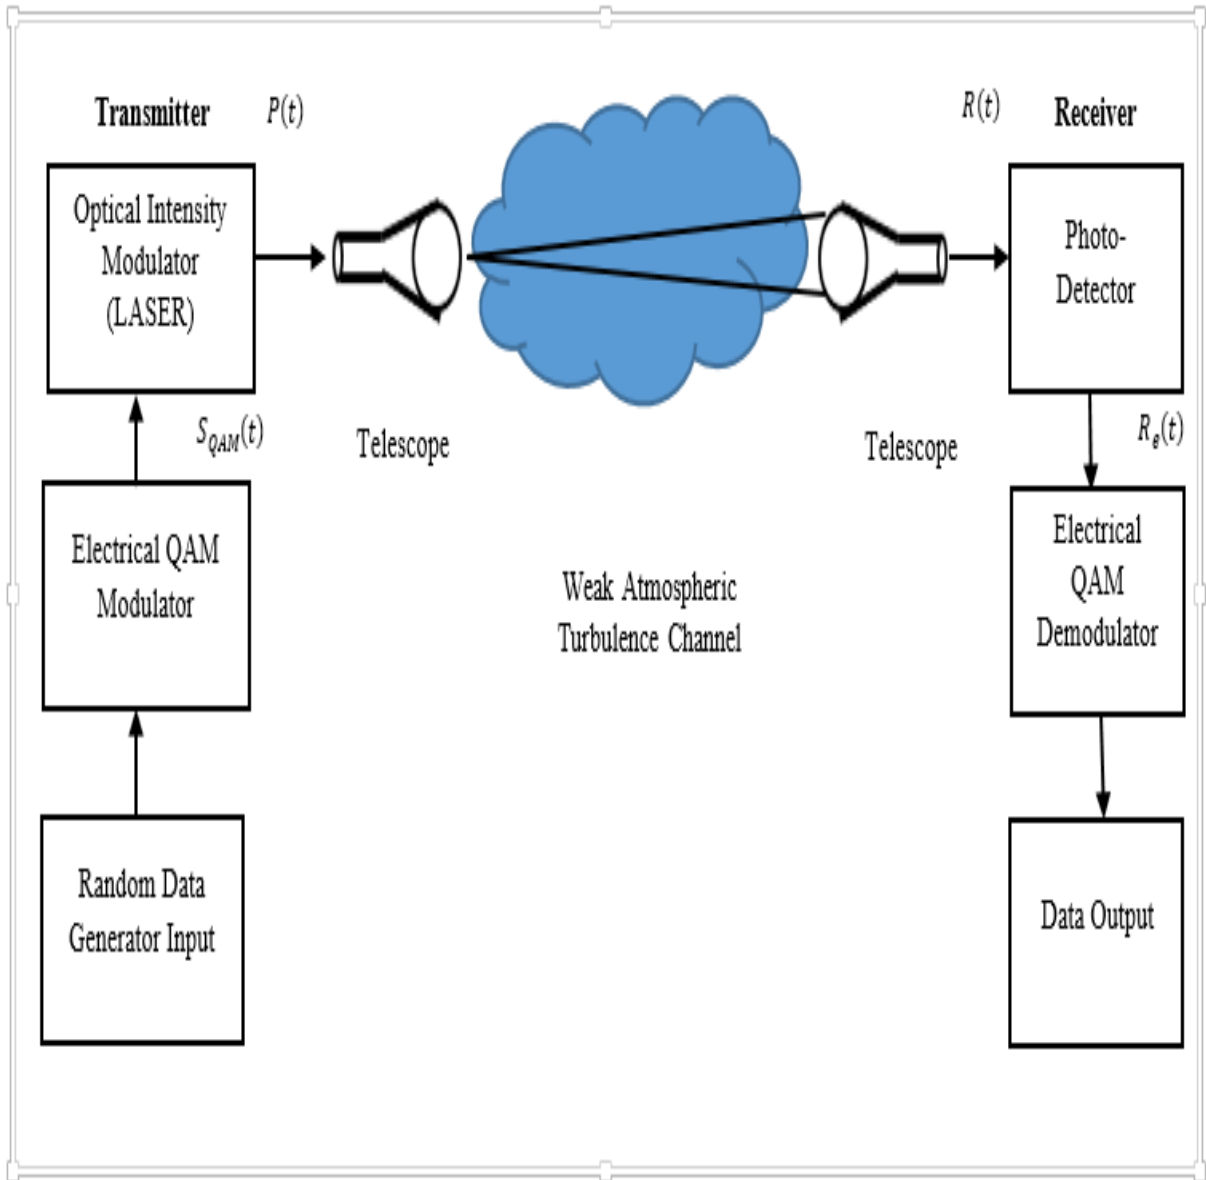 Transmitter
P(t)
R(t)
Receiver
Optical Intensity
Modulator
(LASER)
Photo-
Detector
S_QAM(t)
Telescope
Telescope
R_e(t)
Electrical QAM
Modulator
Weak Atmospheric
Turbulence Channel
Electrical
QAM
Demodulator
Random Data
Generator Input
Data Output